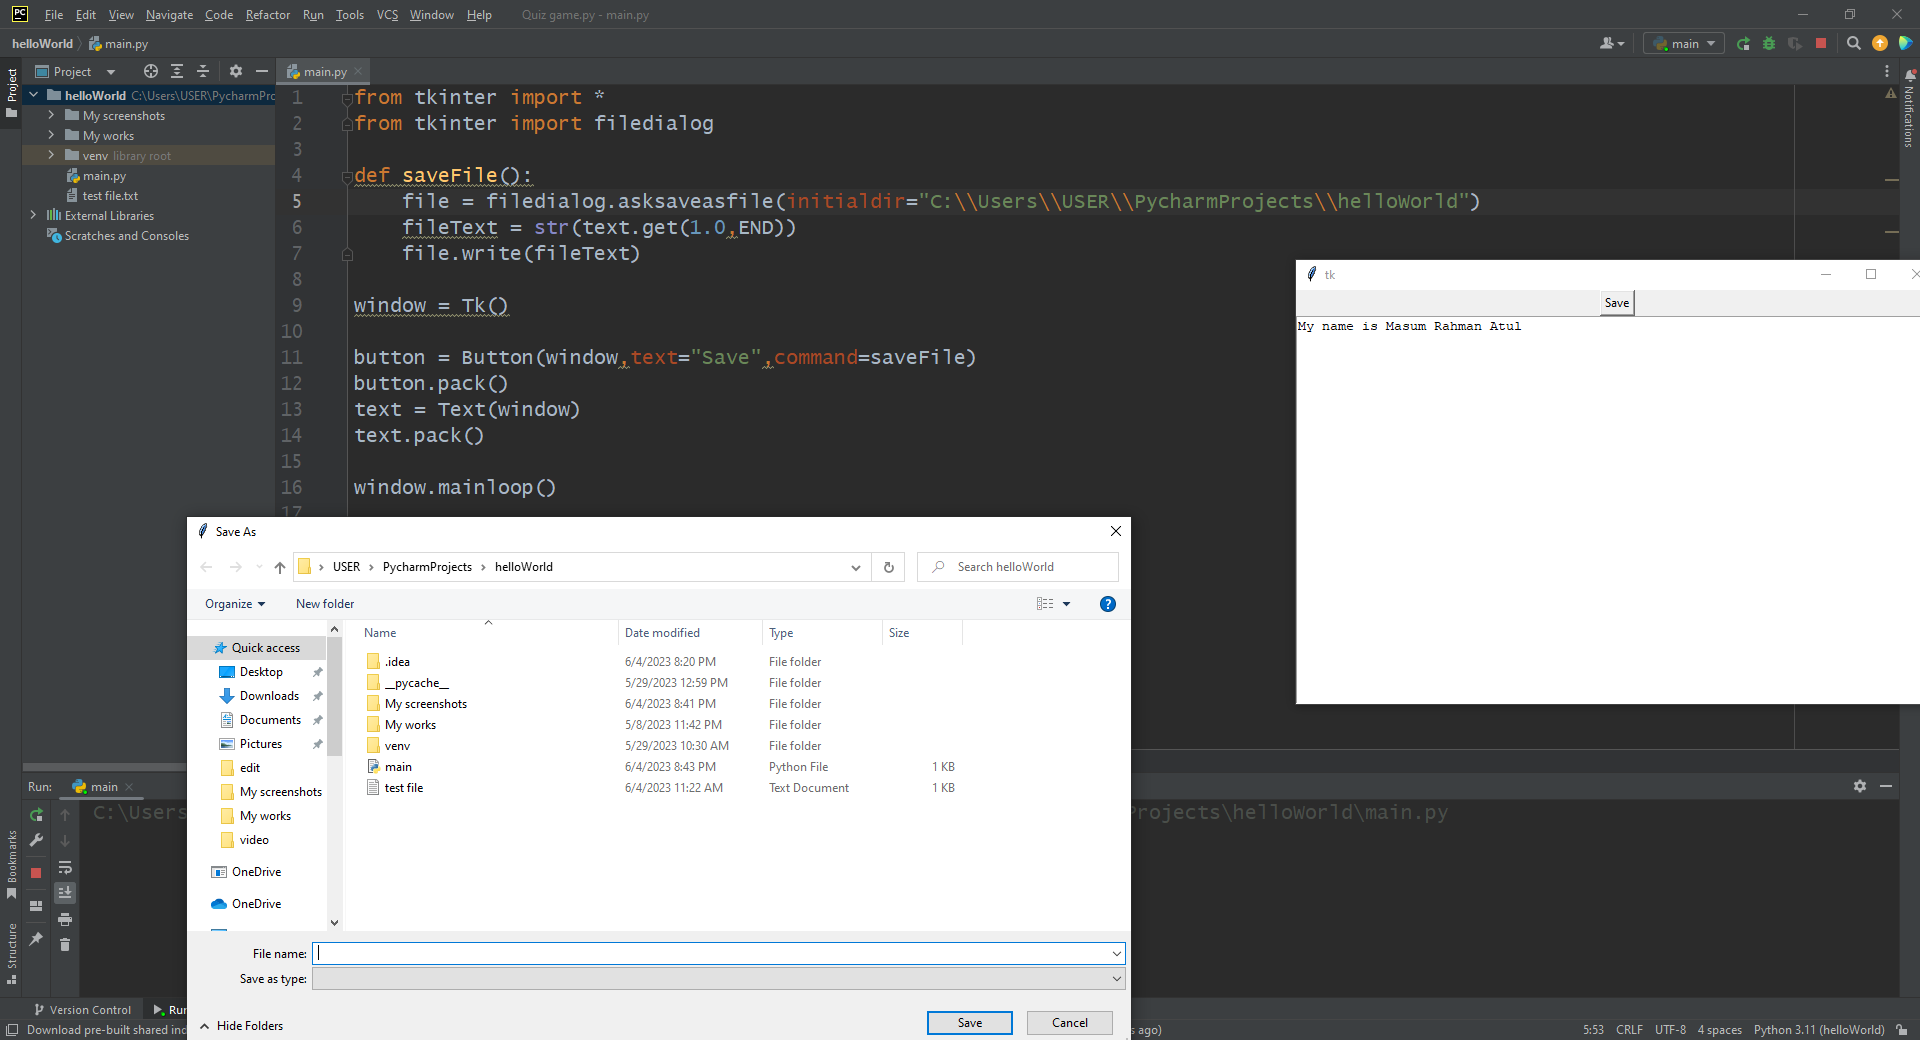 PC File Edit View Navigate Code Refactor Run Tools VCS Window Help Quiz game.py - main.py
helloWorld main.py main
Project
Project main.py
helloWorld C:\Users\USER\PycharmPro
My screenshots
My works
venv library root
main.py
test file.txt
External Libraries
Scratches and Consoles
1 from tkinter import *
2 from tkinter import filedialog
3
4 def saveFile():
5 file = filedialog.asksaveasfile(initialdir="C:\\Users\\USER\\PycharmProjects\\helloWorld")
6 fileText = str(text.get(1.0,END))
7 file.write(fileText)
8
9 window = Tk()
10
11 button = Button(window,text="Save",command=saveFile)
12 button.pack()
13 text = Text(window)
14 text.pack()
15
16 window.mainloop()
17
Notifications
tk
Save
My name is Masum Rahman Atul
Save As
USER PycharmProjects helloWorld Search helloWorld
Organize New folder
Name Date modified Type Size
Quick access
Desktop
Downloads
Documents
Pictures
edit
My screenshots
My works
video
OneDrive
OneDrive
.idea 6/4/2023 8:20 PM File folder
__pycache__ 5/29/2023 12:59 PM File folder
My screenshots 6/4/2023 8:41 PM File folder
My works 5/8/2023 11:42 PM File folder
venv 5/29/2023 10:30 AM File folder
main 6/4/2023 8:43 PM Python File 1 KB
test file 6/4/2023 11:22 AM Text Document 1 KB
File name:
Save as type:
Hide Folders Save Cancel
Run: main
C:\Users
Projects\helloWorld\main.py
Bookmarks
Structure
Version Control Run
Download pre-built shared ind
s ago) 5:53 CRLF UTF-8 4 spaces Python 3.11 (helloWorld)